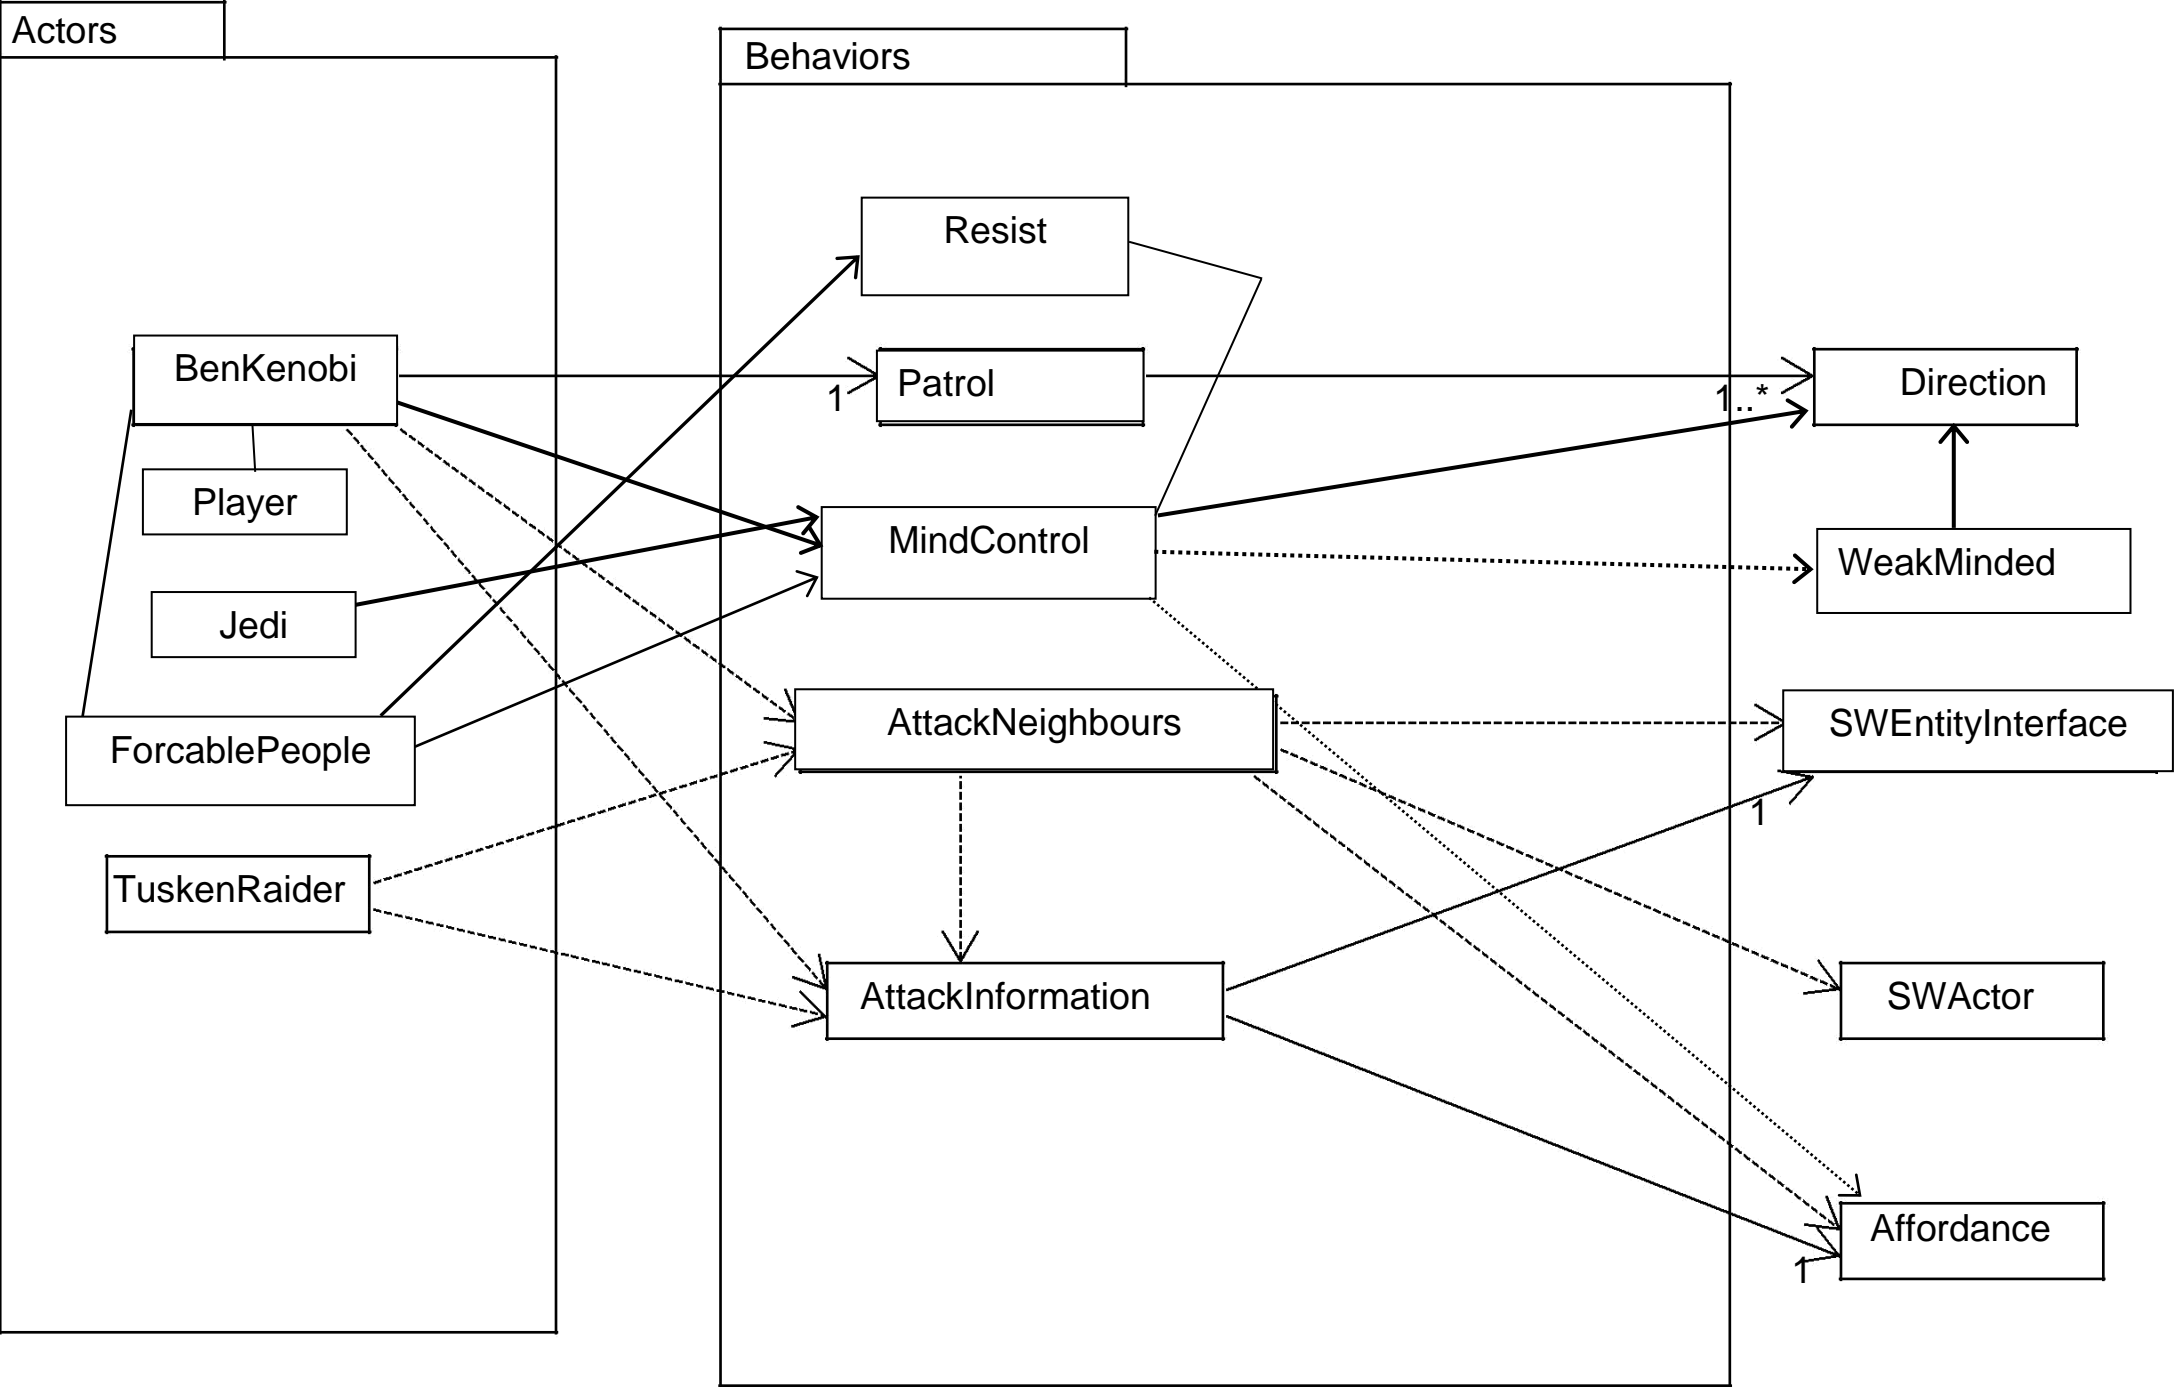 Actors
Behaviors
Resist
BenKenobi
Patrol
Direction
1
1..*
Player
MindControl
WeakMinded
Jedi
ForcablePeople
AttackNeighbours
SWEntityInterface
1
TuskenRaider
AttackInformation
SWActor
Affordance
1